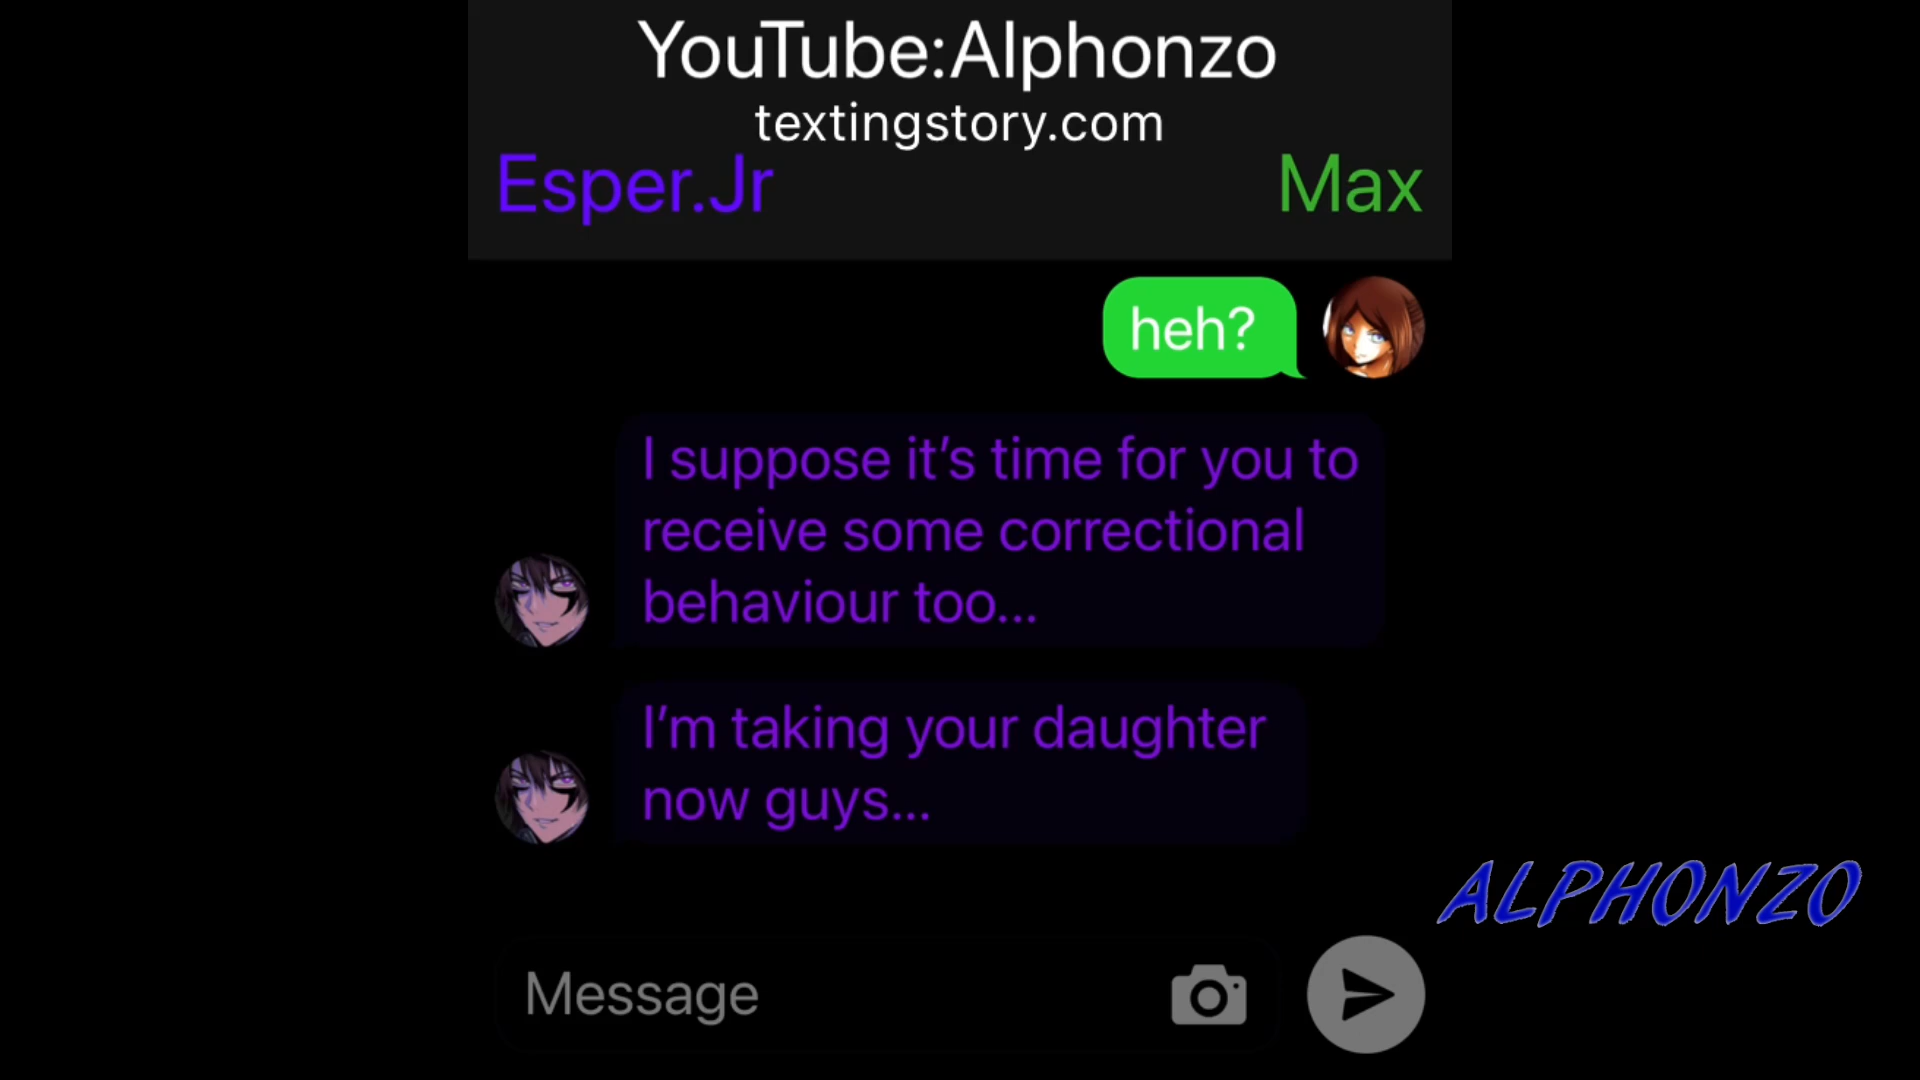 YouTube:Alphonzo
textingstory.com
Esper.Jr
Max
heh?
I suppose it’s time for you to
receive some correctional
behaviour too...
I’m taking your daughter
now guys...
ALPHONZO
Message